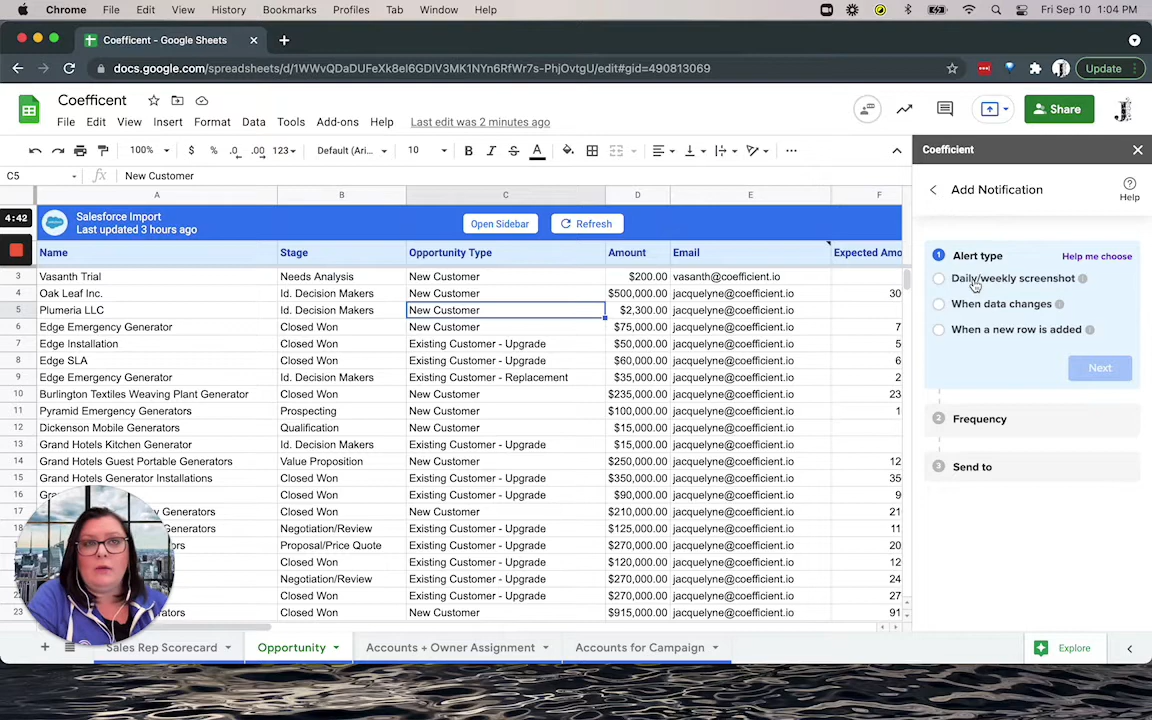 Chrome File Edit View History Bookmarks Profiles Tab Window Help Fri Sep 10 1:04 PM
Coefficent - Google Sheets
docs.google.com/spreadsheets/d/1WWvQDaDUFeXk8eI6GDIV3MK1NYn6RfWr7s-PhjOvtgU/edit#gid=490813069 Update
Coefficent
File Edit View Insert Format Data Tools Add-ons Help Last edit was 2 minutes ago
Share
100% $ % .0 .00 123 Default (Ari... 10 B I S A
C5 fx New Customer
A B C D E F
4:42
Salesforce Import
Last updated 3 hours ago
Open Sidebar Refresh
Name Stage Opportunity Type Amount Email Expected Amo
3 Vasanth Trial Needs Analysis New Customer $200.00 vasanth@coefficient.io
4 Oak Leaf Inc. Id. Decision Makers New Customer $500,000.00 jacquelyne@coefficient.io 30
5 Plumeria LLC Id. Decision Makers New Customer $2,300.00 jacquelyne@coefficient.io
6 Edge Emergency Generator Closed Won New Customer $75,000.00 jacquelyne@coefficient.io 7
7 Edge Installation Closed Won Existing Customer - Upgrade $50,000.00 jacquelyne@coefficient.io 5
8 Edge SLA Closed Won Existing Customer - Upgrade $60,000.00 jacquelyne@coefficient.io 6
9 Edge Emergency Generator Id. Decision Makers Existing Customer - Replacement $35,000.00 jacquelyne@coefficient.io 2
10 Burlington Textiles Weaving Plant Generator Closed Won New Customer $235,000.00 jacquelyne@coefficient.io 23
11 Pyramid Emergency Generators Prospecting New Customer $100,000.00 jacquelyne@coefficient.io 1
12 Dickenson Mobile Generators Qualification New Customer $15,000.00 jacquelyne@coefficient.io
13 Grand Hotels Kitchen Generator Id. Decision Makers Existing Customer - Upgrade $15,000.00 jacquelyne@coefficient.io
14 Grand Hotels Guest Portable Generators Value Proposition New Customer $250,000.00 jacquelyne@coefficient.io 12
15 Grand Hotels Generator Installations Closed Won Existing Customer - Upgrade $350,000.00 jacquelyne@coefficient.io 35
16 Closed Won Existing Customer - Upgrade $90,000.00 jacquelyne@coefficient.io 9
17 Generators Closed Won New Customer $210,000.00 jacquelyne@coefficient.io 21
Negotiation/Review Existing Customer - Upgrade $125,000.00 jacquelyne@coefficient.io 11
Proposal/Price Quote Existing Customer - Upgrade $270,000.00 jacquelyne@coefficient.io 20
Closed Won Existing Customer - Upgrade $120,000.00 jacquelyne@coefficient.io 12
Negotiation/Review Existing Customer - Upgrade $270,000.00 jacquelyne@coefficient.io 24
Closed Won Existing Customer - Upgrade $270,000.00 jacquelyne@coefficient.io 27
23 Closed Won New Customer $915,000.00 jacquelyne@coefficient.io 91
Sales Rep Scorecard Opportunity Accounts + Owner Assignment Accounts for Campaign Explore
Coefficient
Add Notification
Help
1 Alert type Help me choose
Daily/weekly screenshot
When data changes
When a new row is added
Next
2 Frequency
3 Send to